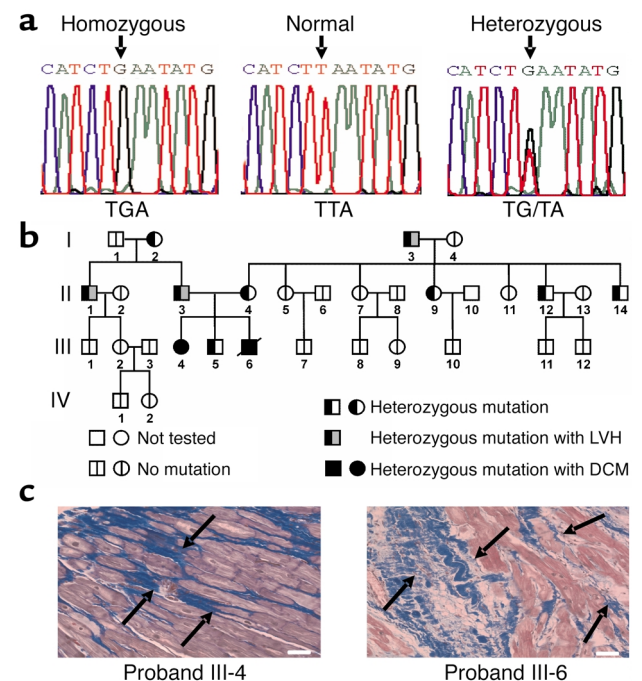 a
Homozygous Normal Heterozygous
CATCTGAATATG CATCTTAATATG CATCTGAATATG
TGA TTA TG/TA
b
I
1 2 3 4
II
1 2 3 4 5 6 7 8 9 10 11 12 13 14
III
1 2 3 4 5 6 7 8 9 10 11 12
IV
1 2
Heterozygous mutation
Not tested Heterozygous mutation with LVH
No mutation Heterozygous mutation with DCM
c
Proband III-4 Proband III-6